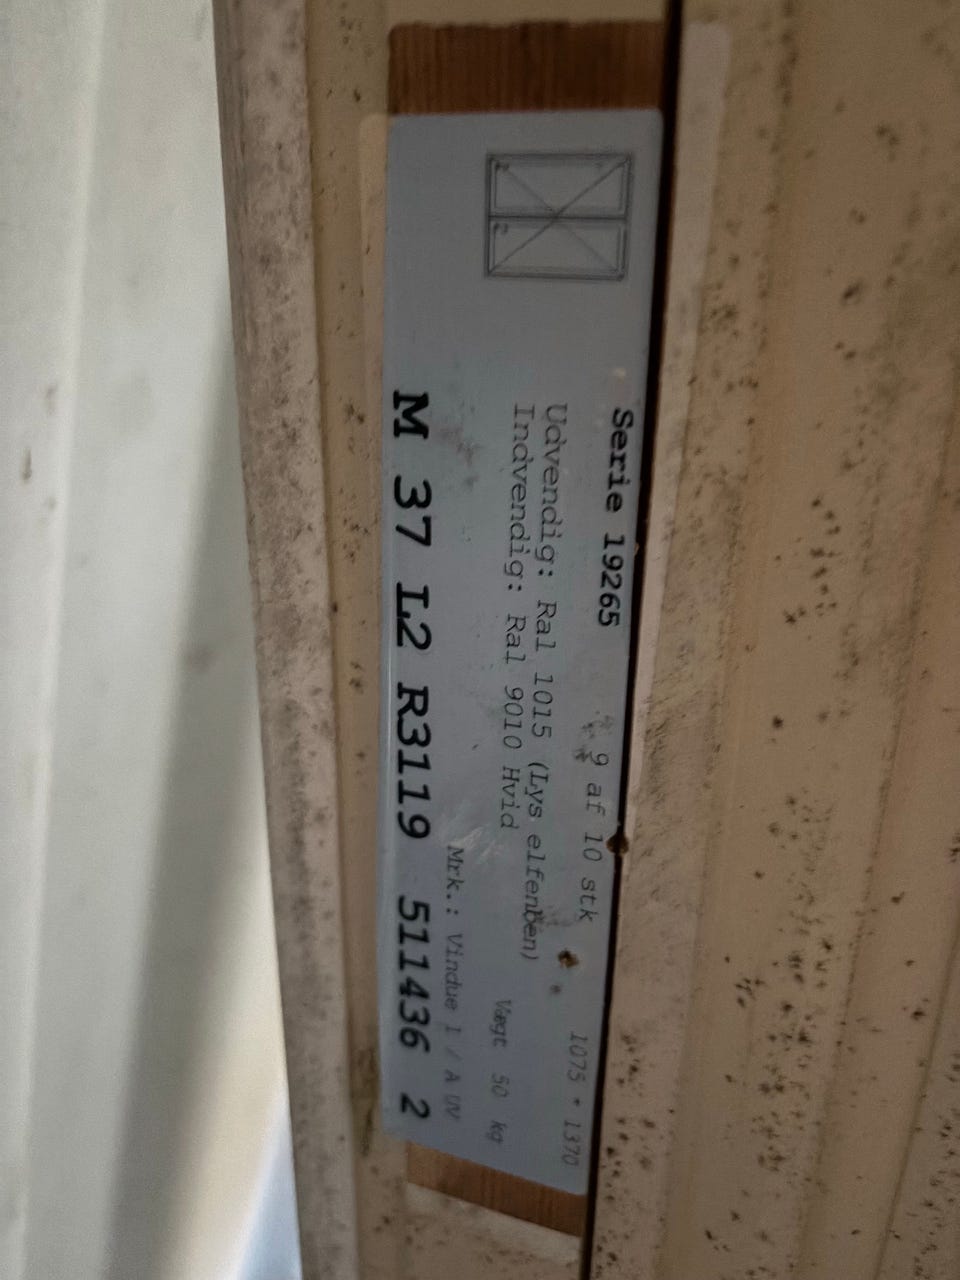 Serie 19265 9 af 10 stk 1075 * 1370
Udvendig: Ral 1015 (Lys elfenben)
Indvendig: Ral 9010 Hvid Vægt 50 kg
Mrk.: Vindue 1 / A UV
M 37 L2 R3119 511436 2